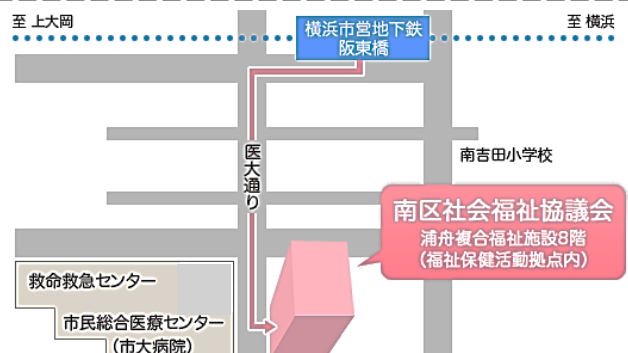 至 上大岡
至 横浜
横浜市営地下鉄
阪東橋
医大通り
南吉田小学校
南区社会福祉協議会
浦舟複合福祉施設8階
(福祉保健活動拠点内)
救命救急センター
市民総合医療センター
(市大病院)